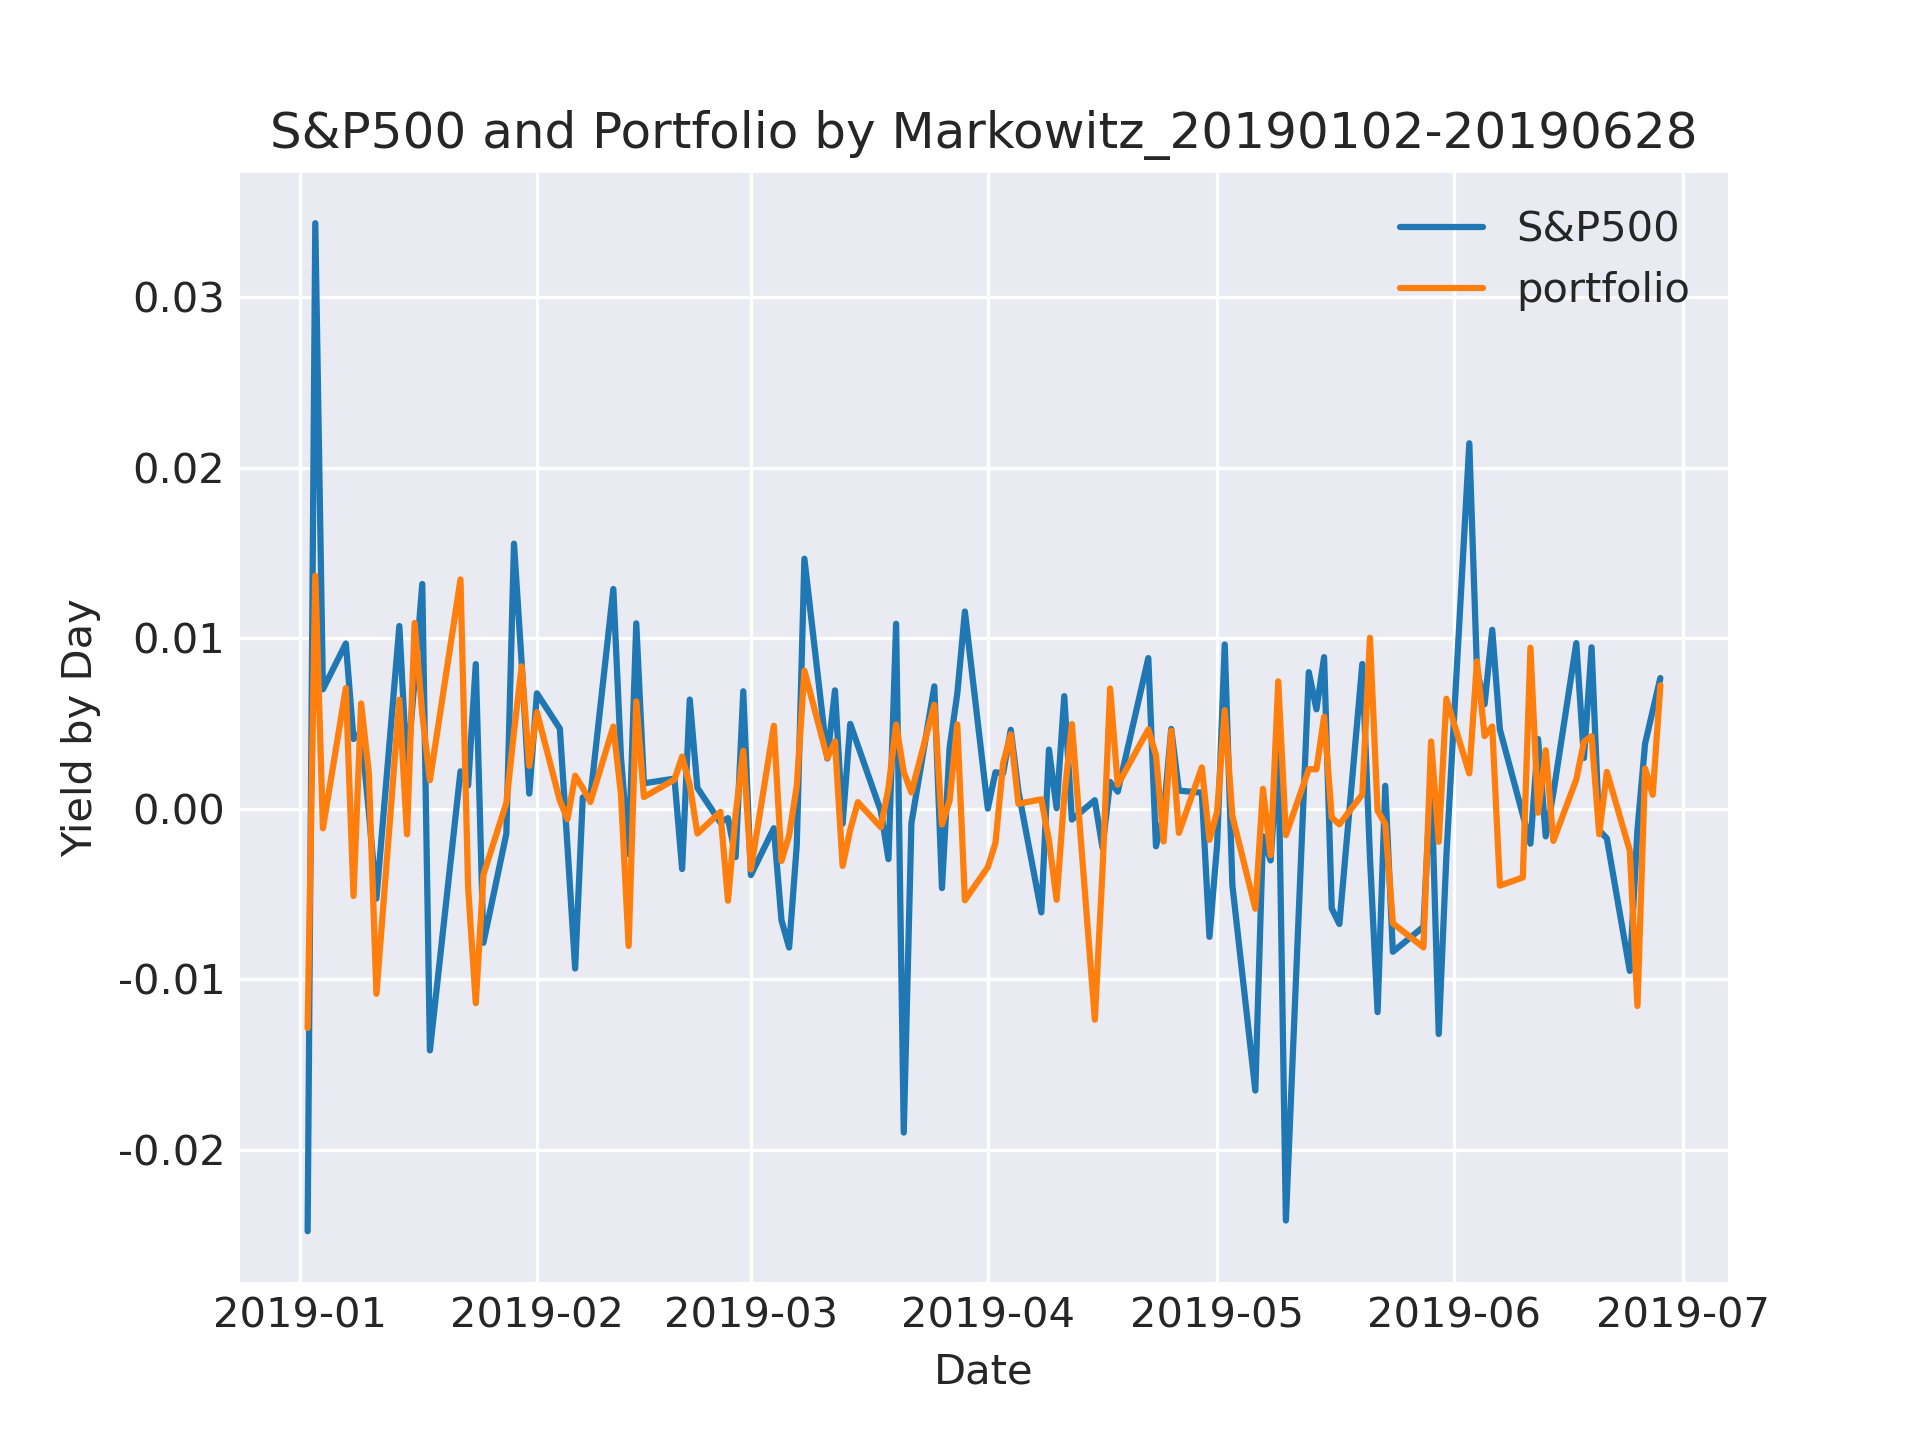 S&P500 and Portfolio by Markowitz_20190102-20190628
S&P500
portfolio
0.03
0.02
0.01
0.00
-0.01
-0.02
Yield by Day
2019-01 2019-02 2019-03 2019-04 2019-05 2019-06 2019-07
Date